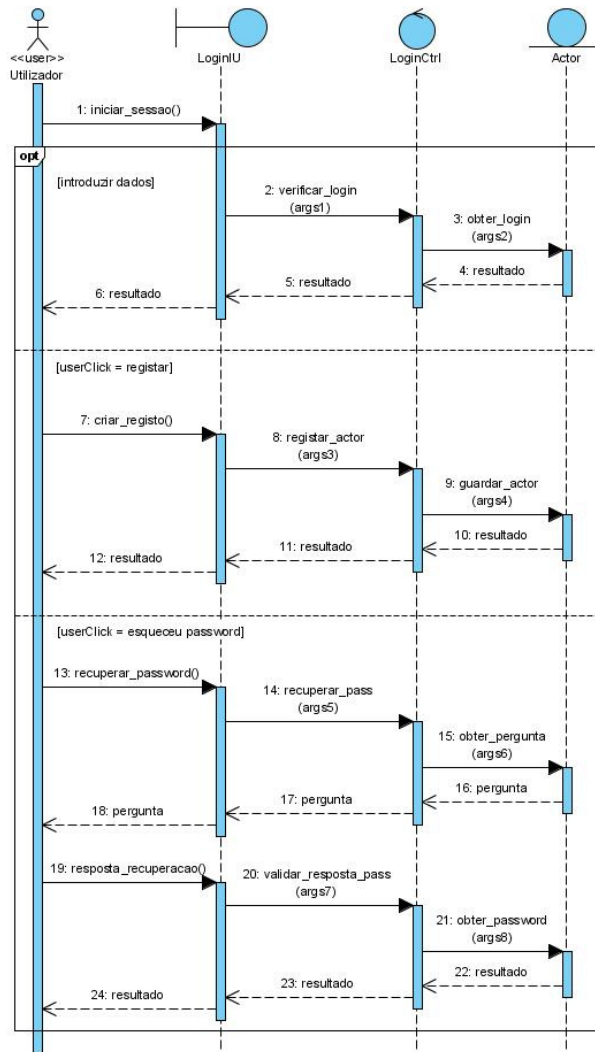 <<user>>
Utilizador
LoginIU
LoginCtrl
Actor
1: iniciar_sessao()
opt
[introduzir dados]
2: verificar_login
(args1)
3: obter_login
(args2)
4: resultado
5: resultado
6: resultado
[userClick = registar]
7: criar_registo()
8: registar_actor
(args3)
9: guardar_actor
(args4)
10: resultado
11: resultado
12: resultado
[userClick = esqueceu password]
13: recuperar_password()
14: recuperar_pass
(args5)
15: obter_pergunta
(args6)
16: pergunta
17: pergunta
18: pergunta
19: resposta_recuperacao()
20: validar_resposta_pass
(args7)
21: obter_password
(args8)
22: resultado
23: resultado
24: resultado